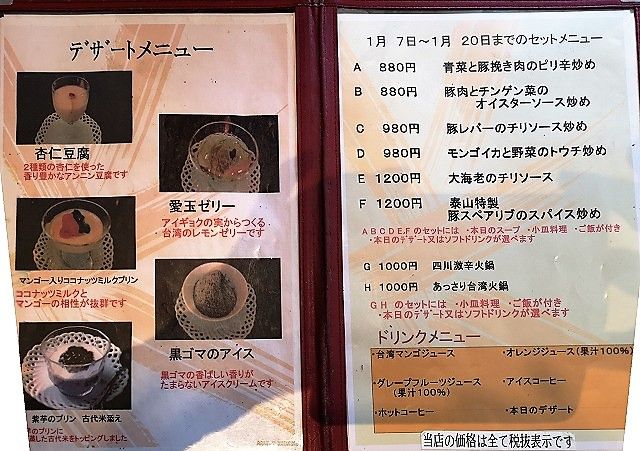 デザートメニュー
杏仁豆腐
2種類の杏仁を使った
香り豊かなアンニン豆腐です
愛玉ゼリー
アイギョクの実からつくる
・台湾のレモンゼリーです
マンゴー入りココナッツミルクプリン
ココナッツミルクと
マンゴーの相性が抜群です
黒ゴマのアイス
黒ゴマの香ばしい香りが
たまらないアイスクリームです
紫芋のプリン 古代米添え
芋のプリンに
した古代米をトッピングしました
1月 7日~1月 20日までのセットメニュー
A 880円 青菜と豚挽き肉のピリ辛炒め
B 880円 豚肉とチンゲン菜の
オイスターソース炒め
C 980円 豚レバーのチリソース炒め
D 980円 モンゴイカと野菜のトウチ炒め
E 1200円 大海老のチリソース
F 1200円 泰山特製
豚スペアリブのスパイス炒め
ABCDE,Fのセットには ・本日のスープ ・小皿料理 ・ご飯が付き
・本日のデザート又はソフトドリンクが選べます
G 1000円 四川激辛火鍋
H 1000円 あっさり台湾火鍋
GH のセットには ・小皿料理 ・ご飯が付き
・本日のデザート又はソフトドリンクが選べます
ドリンクメニュー
・台湾マンゴジュース ・オレンジジュース(果汁100%)
・グレープフルーツジュース ・アイスコーヒー
(果汁100%)
・ホットコーヒー ・本日のデザート
当店の価格は全て税抜表示です